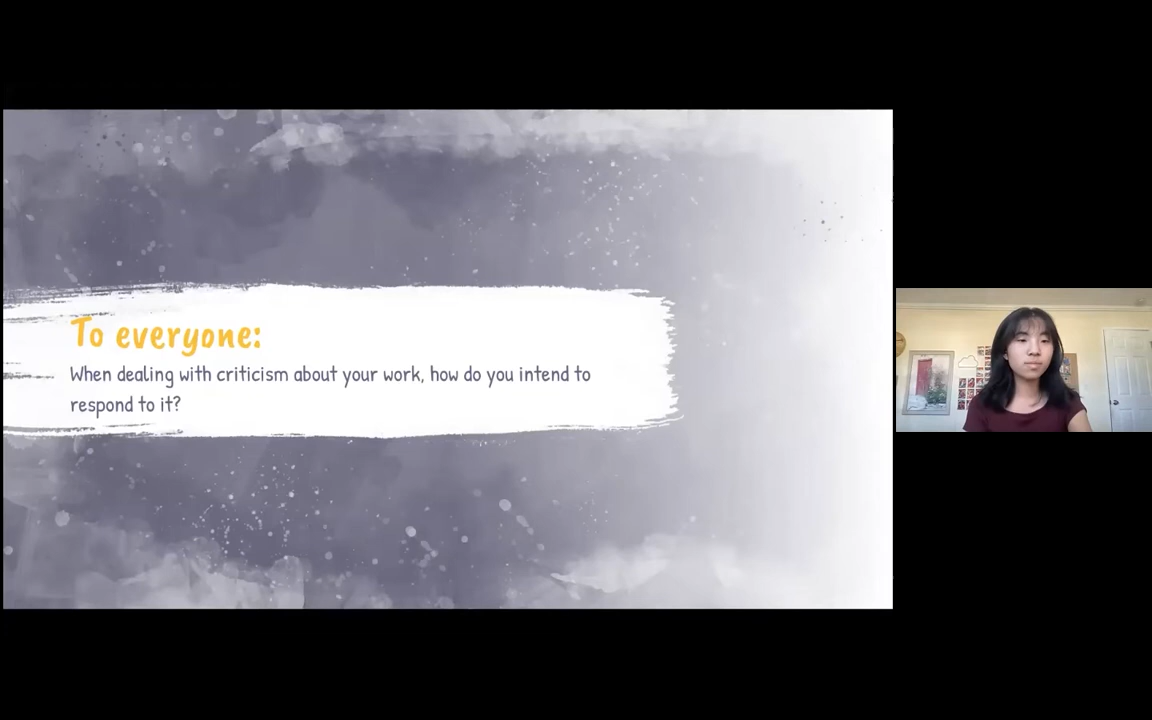 To everyone:
When dealing with criticism about your work, how do you intend to
respond to it?